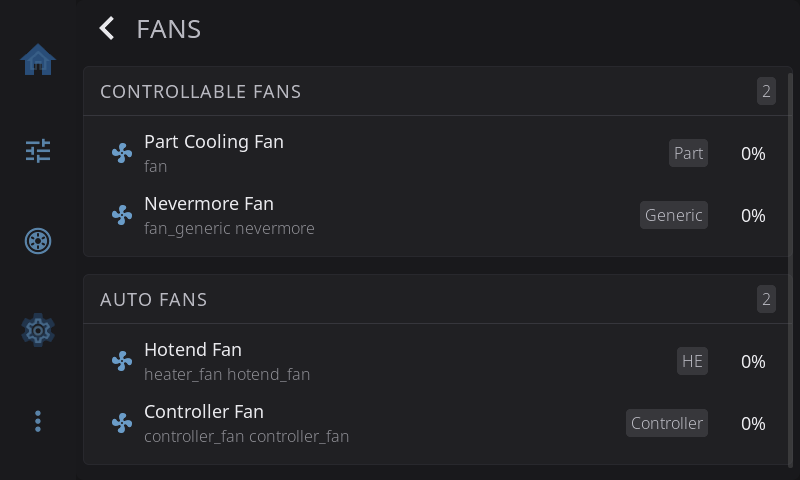 FANS
CONTROLLABLE FANS 2
Part Cooling Fan
fan
Part 0%
Nevermore Fan
fan_generic nevermore
Generic 0%
AUTO FANS 2
Hotend Fan
heater_fan hotend_fan
HE 0%
Controller Fan
controller_fan controller_fan
Controller 0%